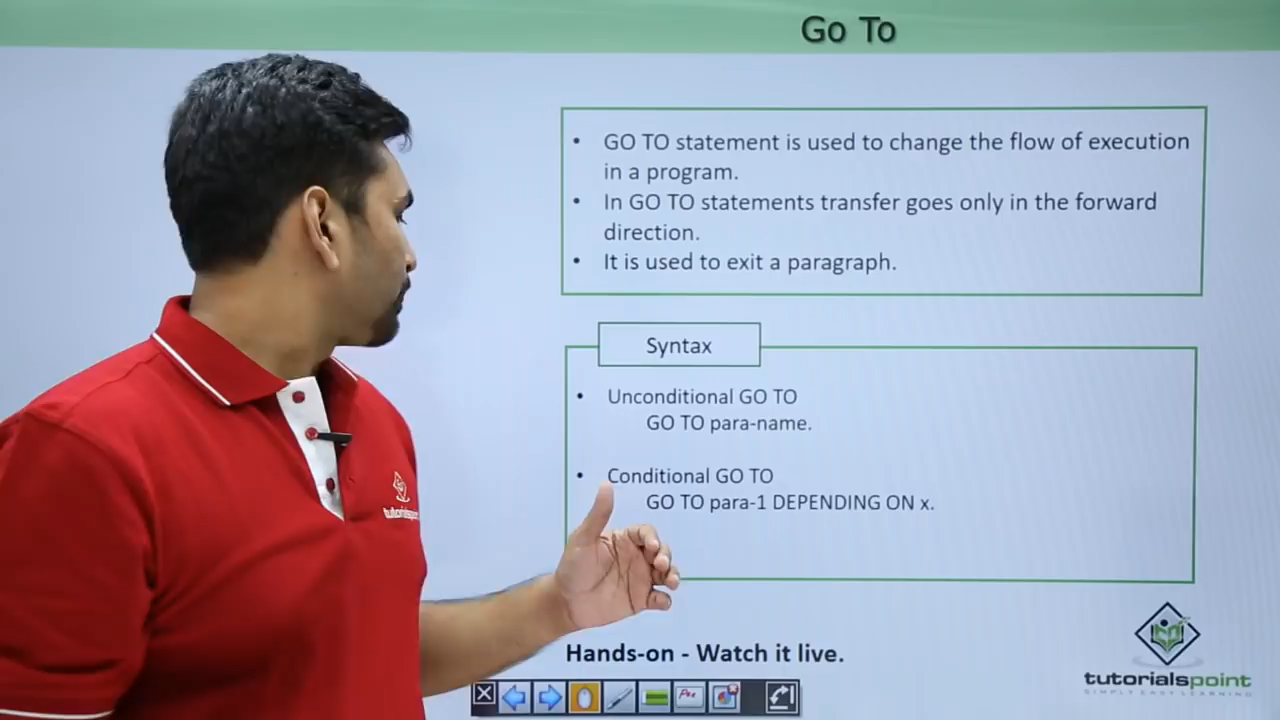 Go To
• GO TO statement is used to change the flow of execution
in a program.
• In GO TO statements transfer goes only in the forward
direction.
• It is used to exit a paragraph.
Syntax
• Unconditional GO TO
GO TO para-name.
• Conditional GO TO
GO TO para-1 DEPENDING ON x.
Hands-on - Watch it live.
tutorialspoint
SIMPLY EASY LEARNING